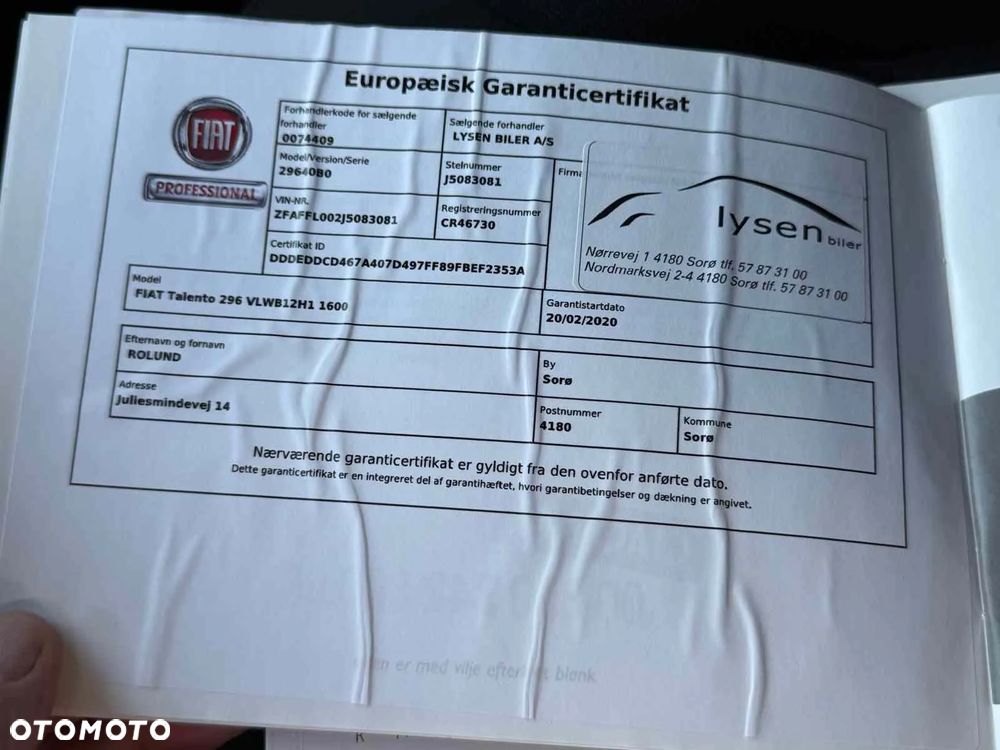 Europæisk Garanticertifikat
FIAT
PROFESSIONAL
Forhandlerkode for sælgende
forhandler
0074409
Sælgende forhandler
LYSEN BILER A/S
Model/Version/Serie
29640B0
Stelnummer
J5083081
Firma
VIN-NR.
ZFAFFL002J5083081
Registreringsnummer
CR46730
Certifikat ID
DDDEDDCD467A407D497FF89FBEF2353A
lysen biler
Nørrevej 1 4180 Sorø tlf. 57 87 31 00
Nordmarksvej 2-4 4180 Sorø tlf. 57 87 31 00
Model
FIAT Talento 296 VLWB12H1 1600
Garantistartdato
20/02/2020
Efternavn og fornavn
ROLUND
By
Sorø
Adresse
Juliesmindevej 14
Postnummer
4180
Kommune
Sorø
Nærværende garanticertifikat er gyldigt fra den ovenfor anførte dato.
Dette garanticertifikat er en integreret del af garantihæftet, hvori garantibetingelser og dækning er angivet.
er med vilje blank
OTOMOTO